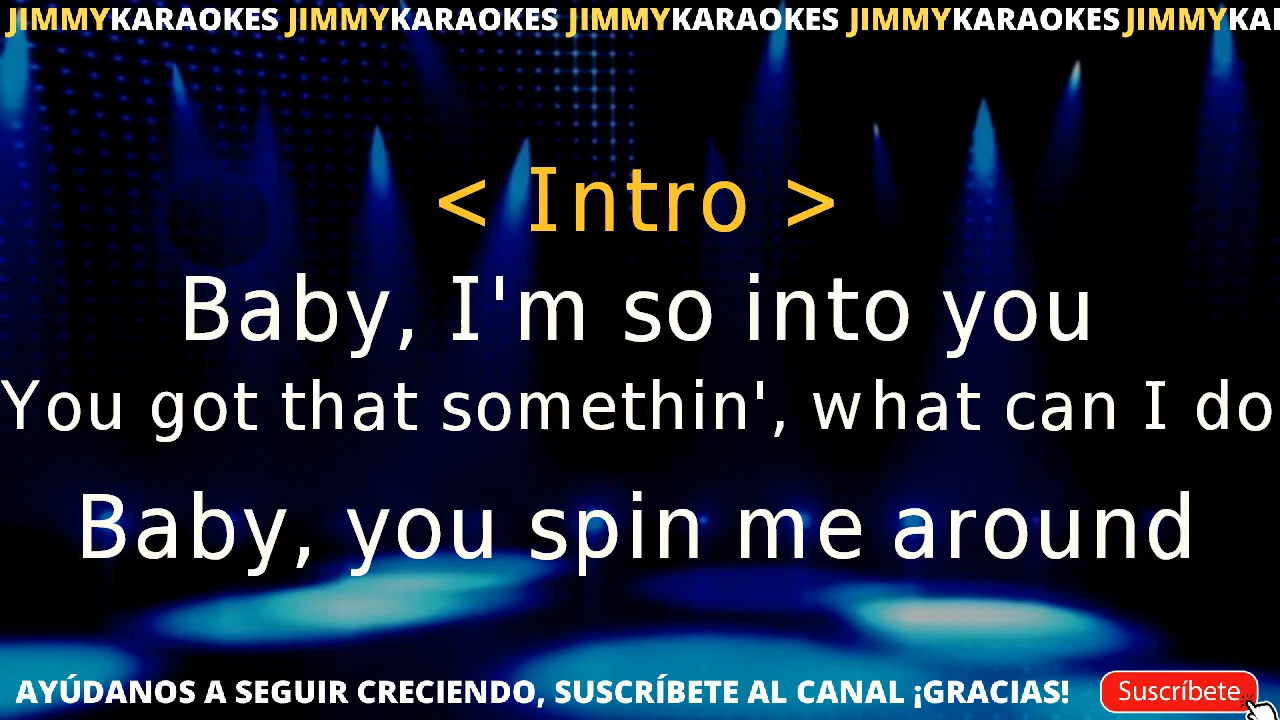 JIMMYKARAOKES JIMMYKARAOKES JIMMYKARAOKES JIMMYKARAOKES JIMMYKA
< Intro >
Baby, I'm so into you
You got that somethin', what can I do
Baby, you spin me around
AYÚDANOS A SEGUIR CRECIENDO, SUSCRÍBETE AL CANAL ¡GRACIAS! Suscríbete